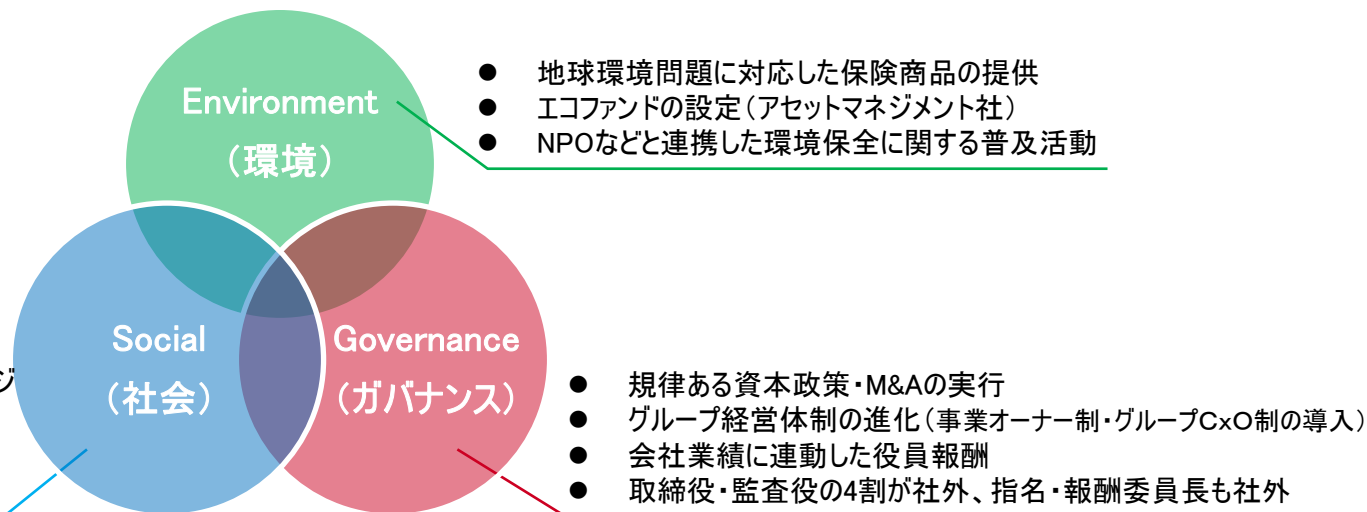 Environment
（環境）
● 地球環境問題に対応した保険商品の提供
● エコファンドの設定（アセットマネジメント社）
● NPOなどと連携した環境保全に関する普及活動
Social
（社会）
ジ
Governance
（ガバナンス）
● 規律ある資本政策・M&Aの実行
● グループ経営体制の進化（事業オーナー制・グループCxO制の導入）
● 会社業績に連動した役員報酬
● 取締役・監査役の4割が社外、指名・報酬委員長も社外